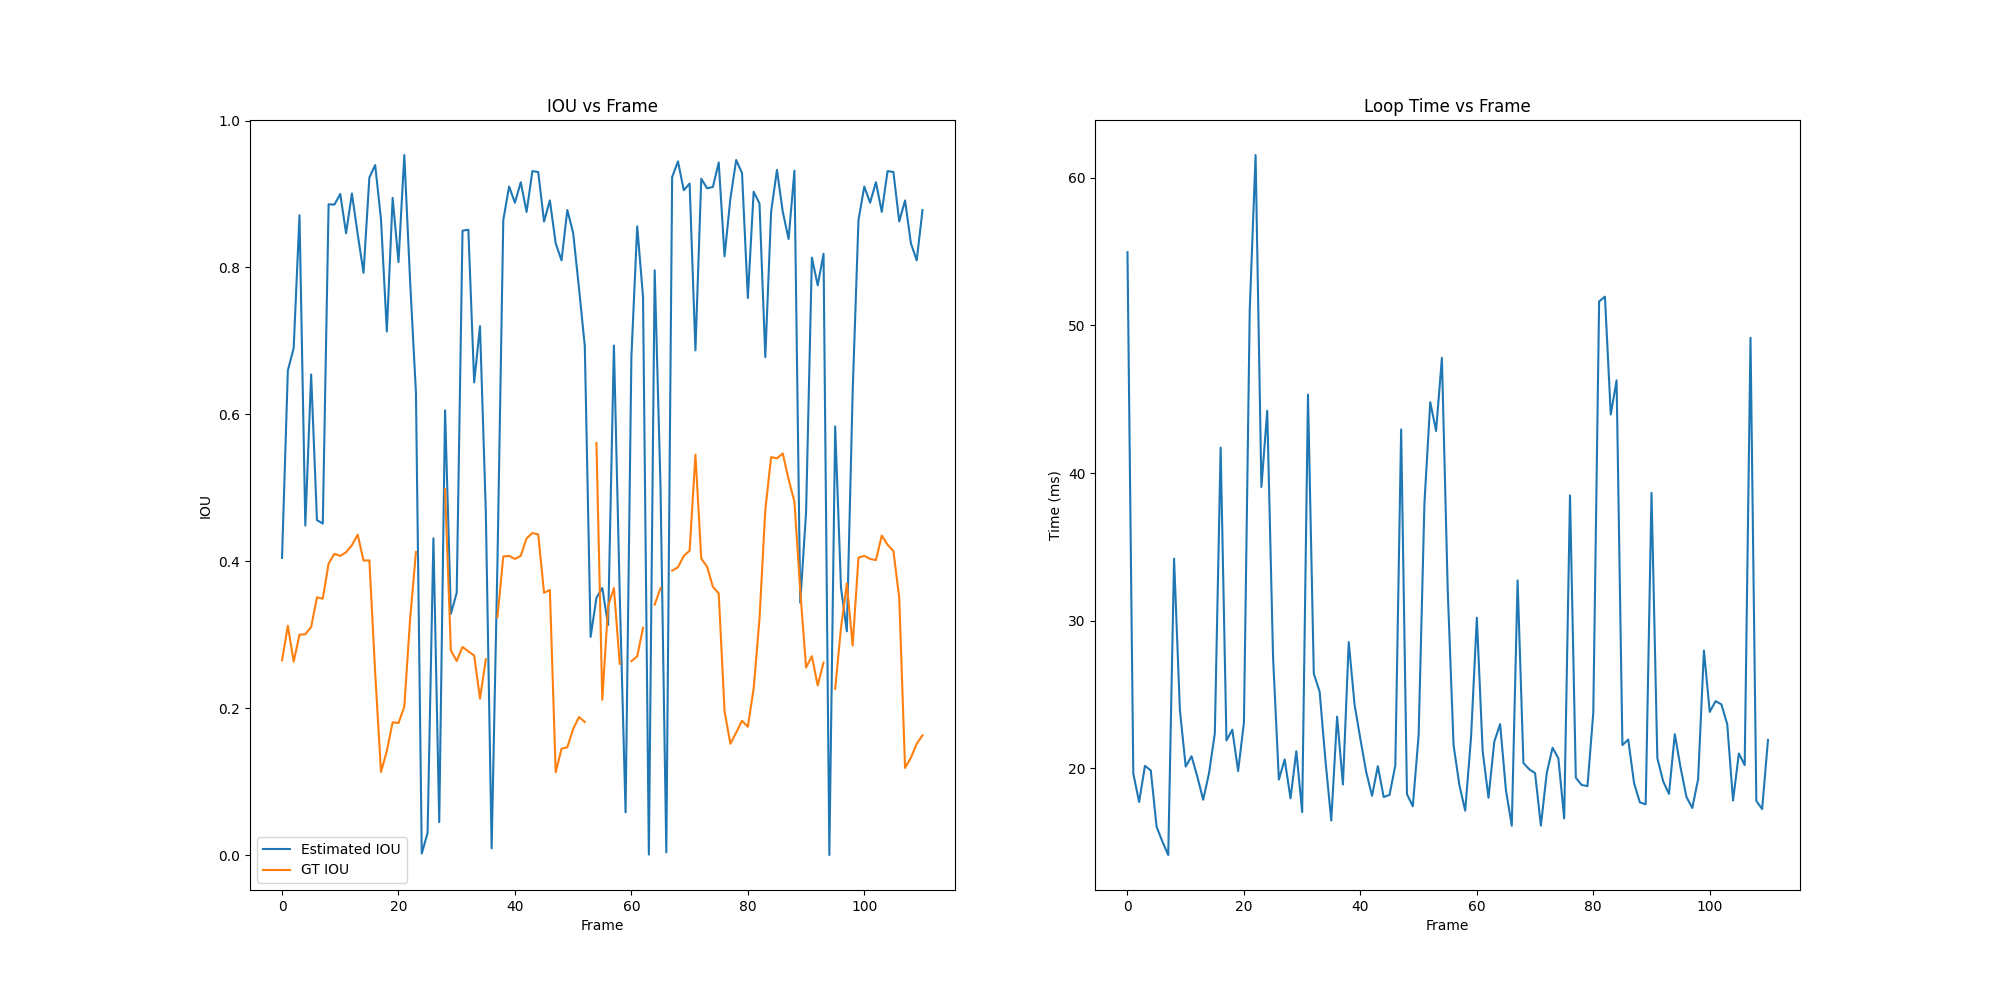 IOU vs Frame
1.0
0.8
0.6
0.4
0.2
0.0
IOU
Estimated IOU
GT IOU
0 20 40 60 80 100
Frame
Loop Time vs Frame
60
50
40
30
20
Time (ms)
0 20 40 60 80 100
Frame